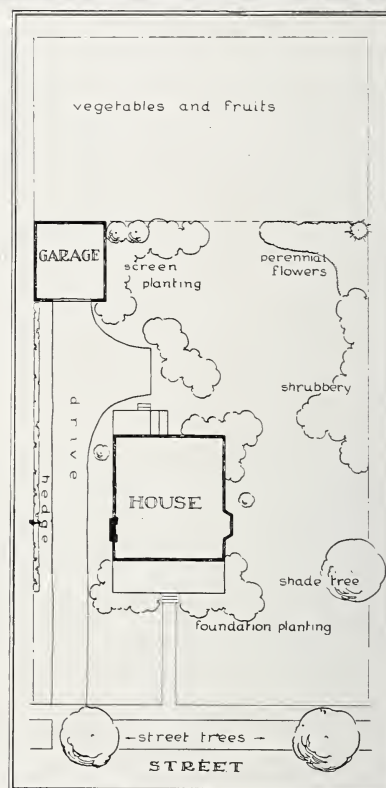 vegetables and fruits
GARAGE
screen
planting
perennial
flowers
shrubbery
drive
hedge
HOUSE
shade tree
foundation planting
street trees
STREET